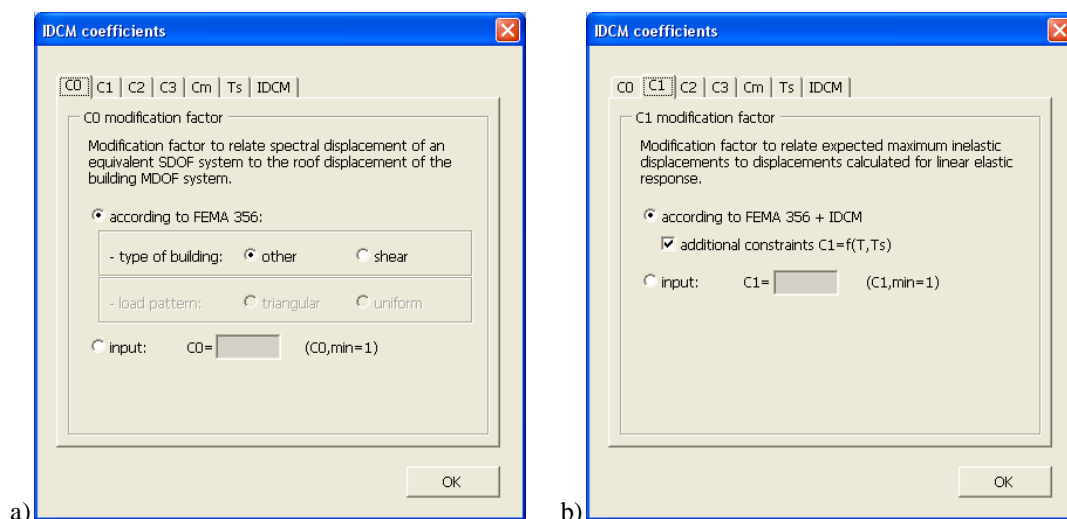 IDCM coefficients
C0 C1 C2 C3 Cm Ts IDCM
C0 modification factor
Modification factor to relate spectral displacement of an
equivalent SDOF system to the roof displacement of the
building MDOF system.
according to FEMA 356:
- type of building: other shear
- load pattern: triangular uniform
input: C0= (C0,min=1)
OK
a)
IDCM coefficients
C0 C1 C2 C3 Cm Ts IDCM
C1 modification factor
Modification factor to relate expected maximum inelastic
displacements to displacements calculated for linear elastic
response.
according to FEMA 356 + IDCM
additional constraints C1=f(T,Ts)
input: C1= (C1,min=1)
OK
b)